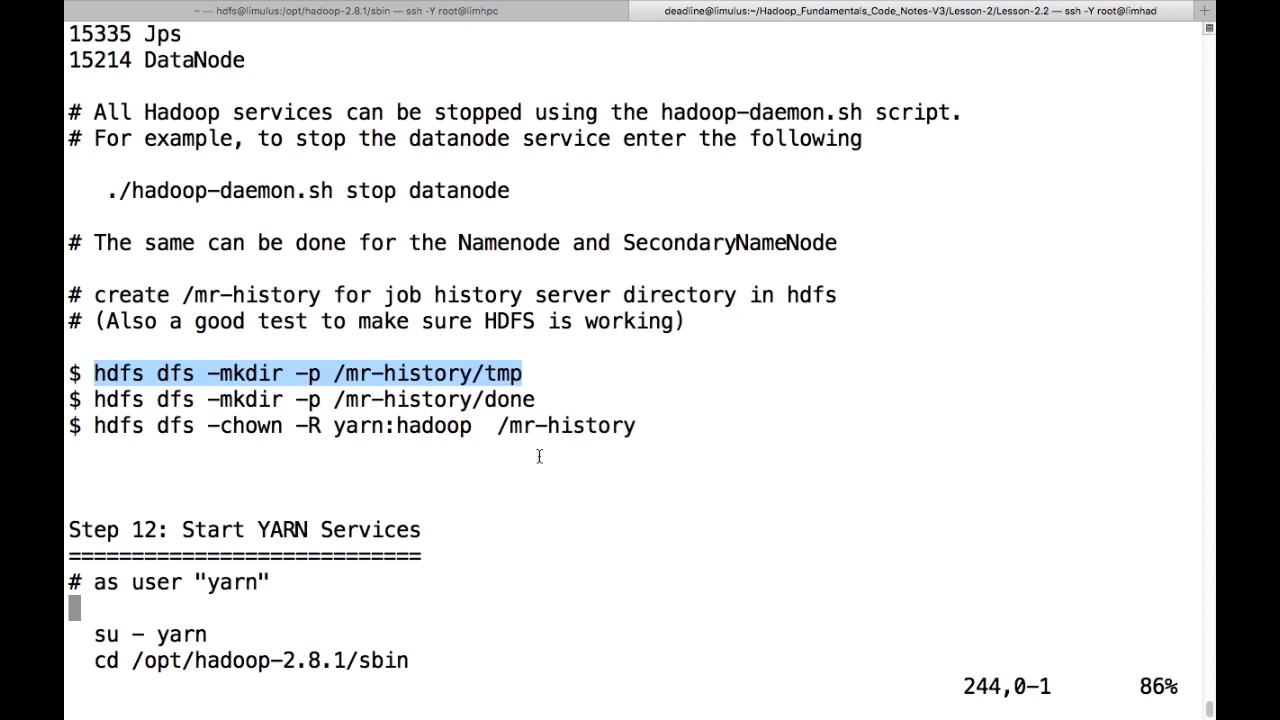 ~ — hdfs@limulus:/opt/hadoop-2.8.1/sbin — ssh -Y root@limhpc
deadline@limulus:~/Hadoop_Fundamentals_Code_Notes-V3/Lesson-2/Lesson-2.2 — ssh -Y root@limhad
15335 Jps
15214 DataNode
# All Hadoop services can be stopped using the hadoop-daemon.sh script.
# For example, to stop the datanode service enter the following
./hadoop-daemon.sh stop datanode
# The same can be done for the Namenode and SecondaryNameNode
# create /mr-history for job history server directory in hdfs
# (Also a good test to make sure HDFS is working)
$ hdfs dfs -mkdir -p /mr-history/tmp
$ hdfs dfs -mkdir -p /mr-history/done
$ hdfs dfs -chown -R yarn:hadoop  /mr-history
Step 12: Start YARN Services
============================
# as user "yarn"
su - yarn
cd /opt/hadoop-2.8.1/sbin
244,0-1 86%